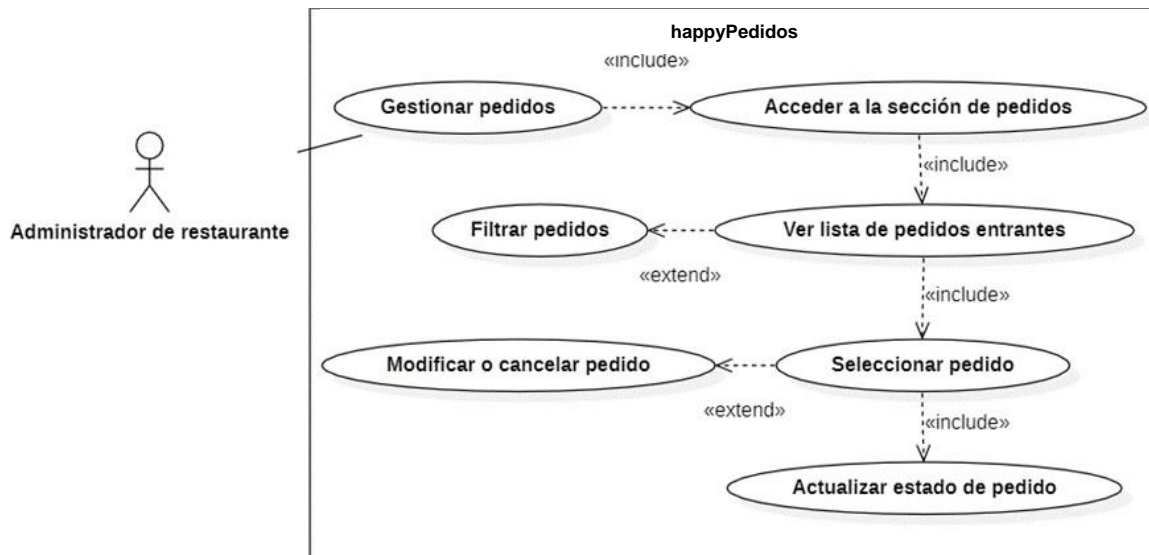 happyPedidos
«include»
Gestionar pedidos
Acceder a la sección de pedidos
«include»
Administrador de restaurante
Filtrar pedidos
Ver lista de pedidos entrantes
«extend»
«include»
Modificar o cancelar pedido
Seleccionar pedido
«extend»
«include»
Actualizar estado de pedido